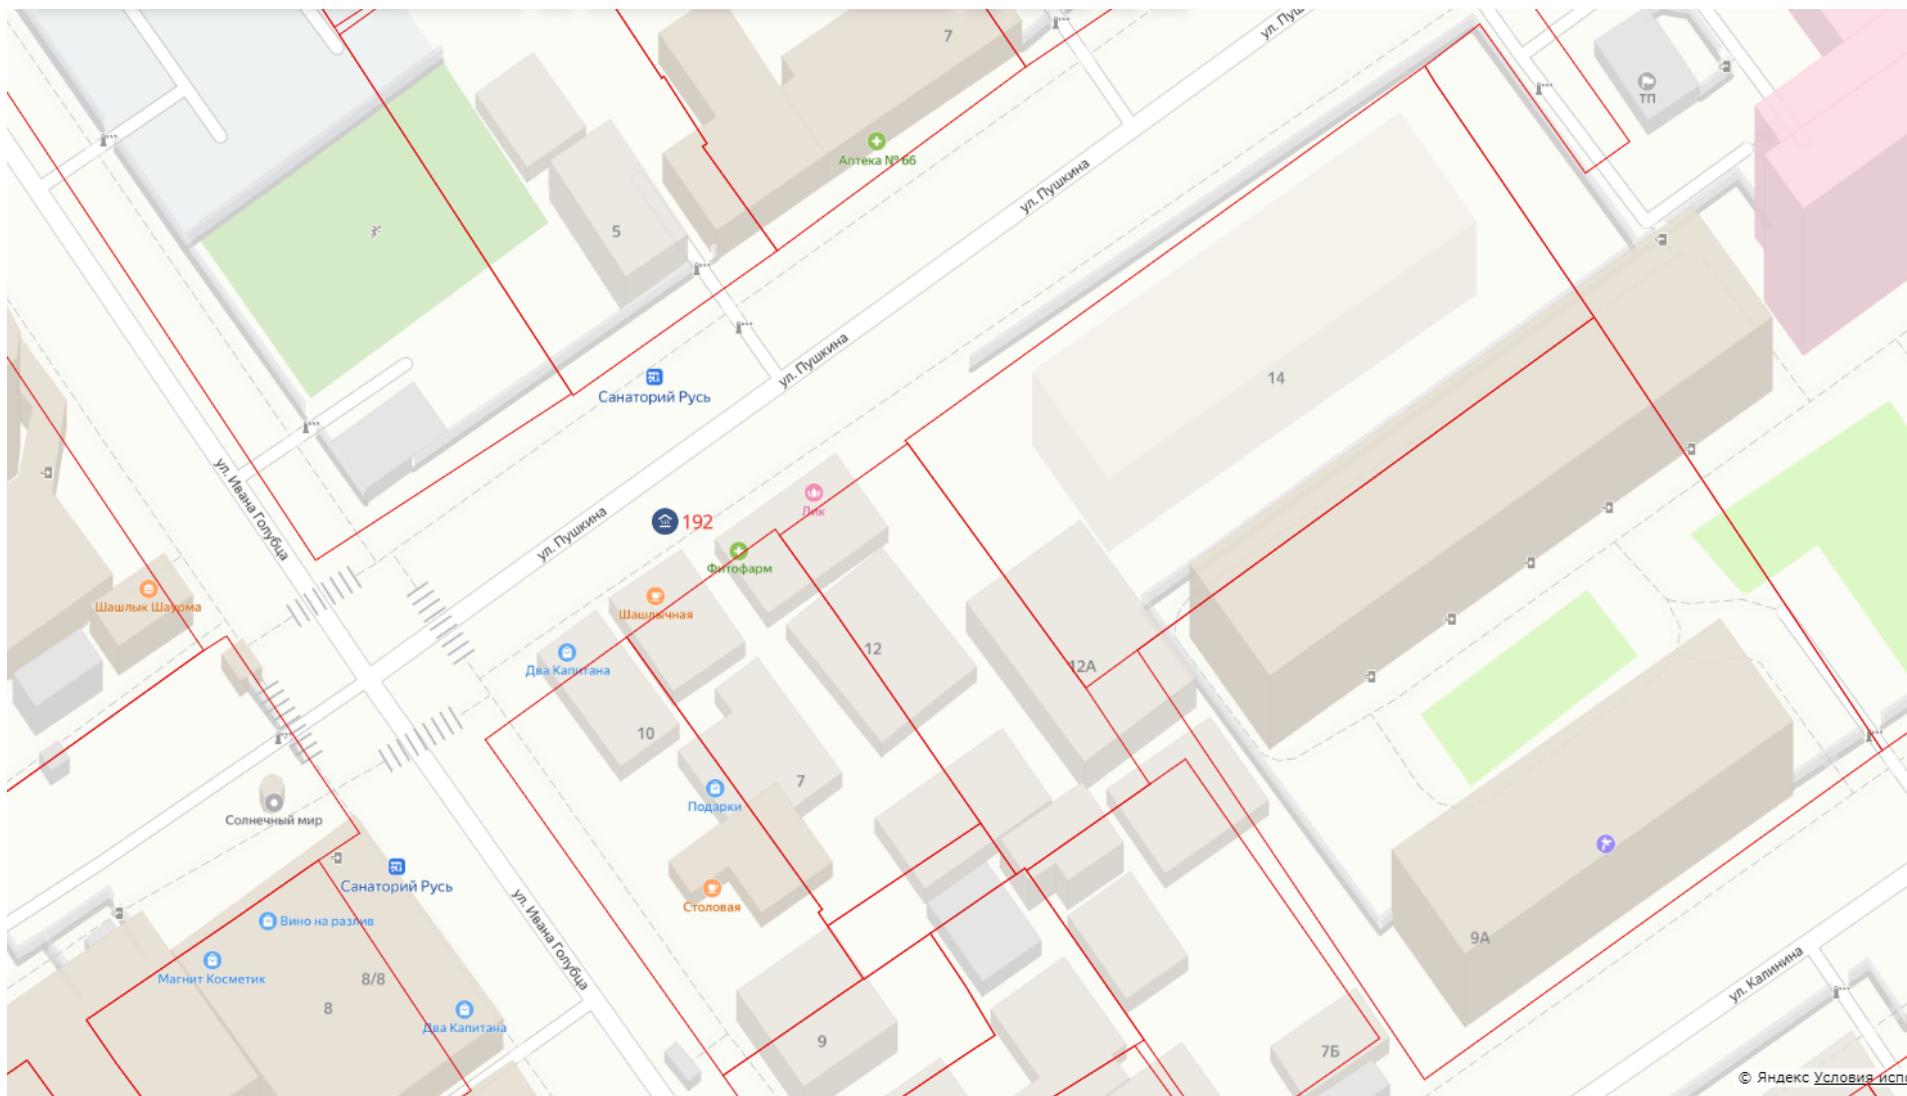 7
ул. Пуш
ТП
Аптека № 66
ул. Пушкина
5
ул. Пушкина
Санаторий Русь
14
ул. Ивана Голубца
Лик
192
ул. Пушкина
Фитофарм
Шашлык Шаурма
Шашлычная
12
12А
Два Капитана
10
7
Подарки
Солнечный мир
Санаторий Русь
Столовая
Вино на разлив
ул. Ивана Голубца
9А
Магнит Косметик
8/8
ул. Калинина
8
Два Капитана
9
7Б
© Яндекс Условия испо